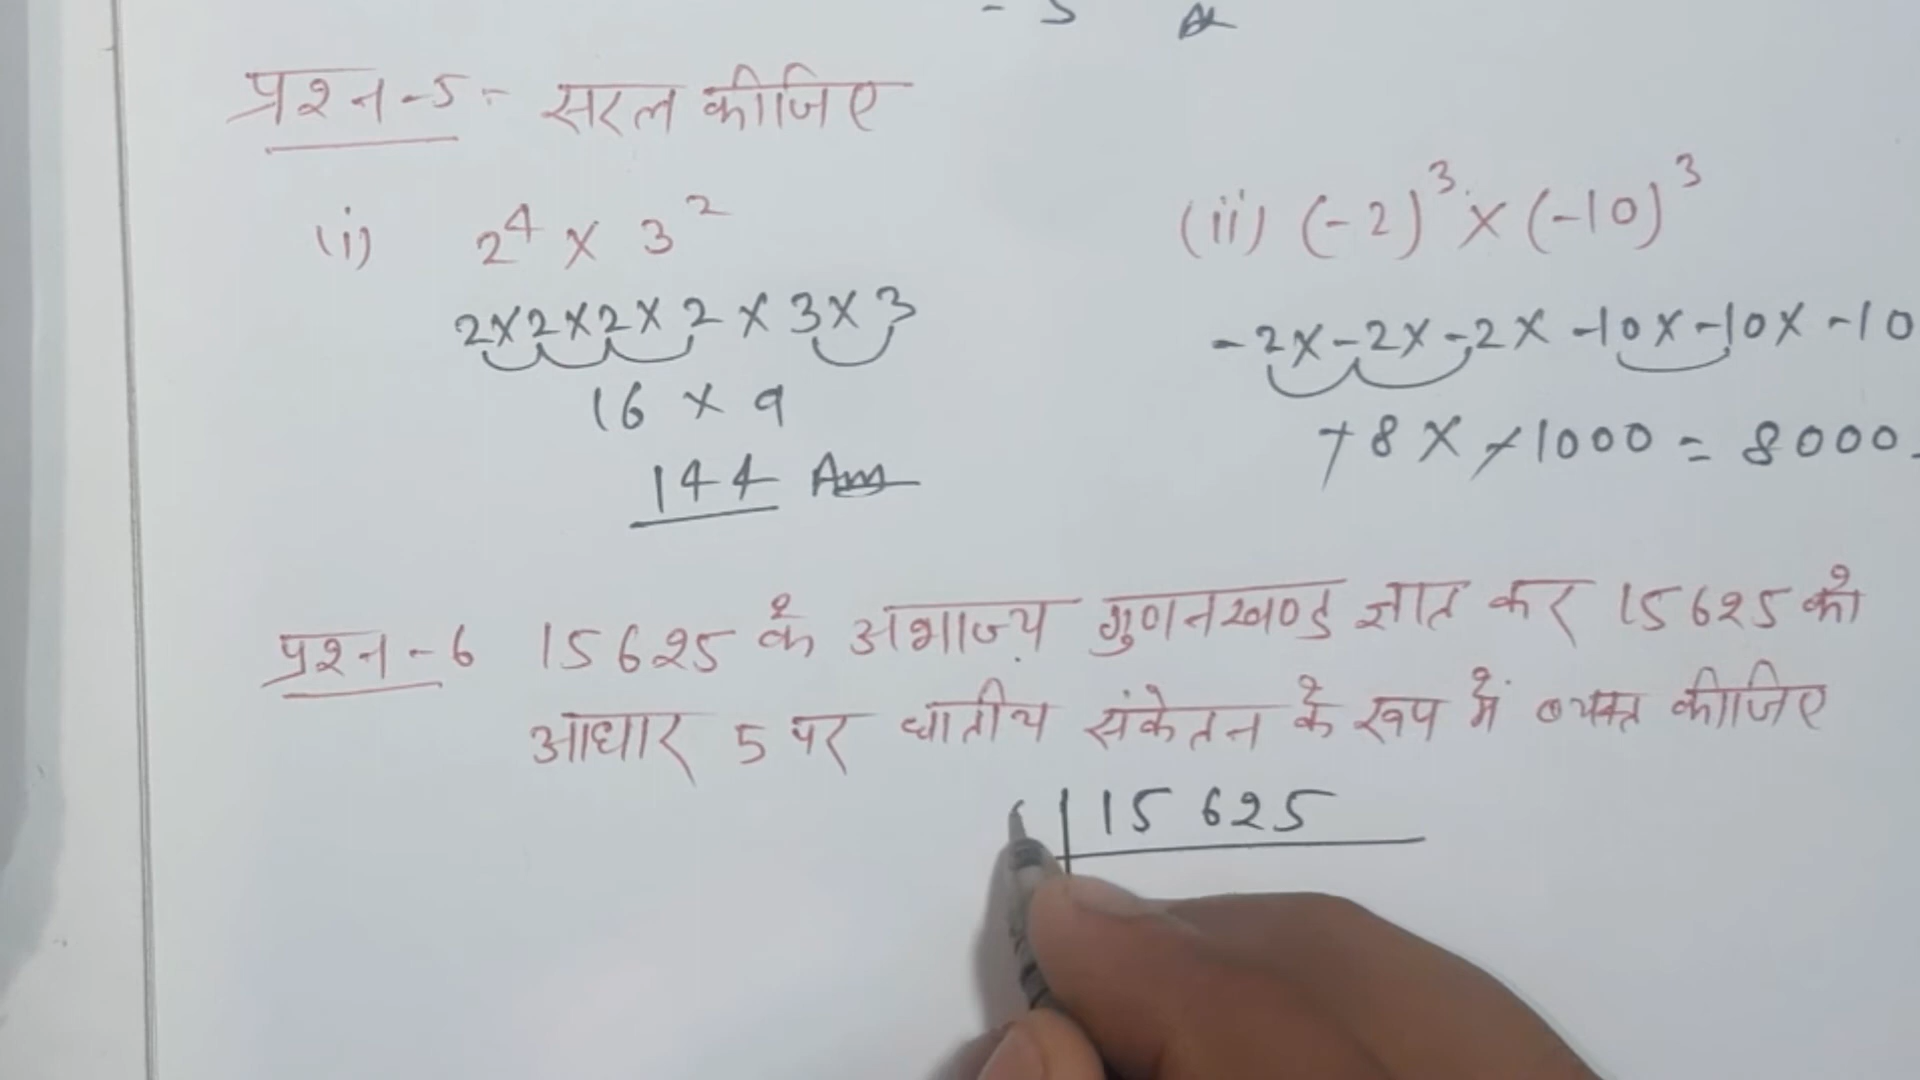 - 5
प्रश्न-5:- सरल कीजिए
(i) 2⁴ × 3²
2×2×2×2×3×3
16 × 9
144 Ans
(ii) (-2)³ × (-10)³
-2×-2×-2×-10×-10×-10
-8×-1000 = 8000
प्रश्न-6 15625 के अभाज्य गुणनखण्ड ज्ञात कर 15625 को
आधार 5 पर घातीय संकेतन के रूप में व्यक्त कीजिए
15625